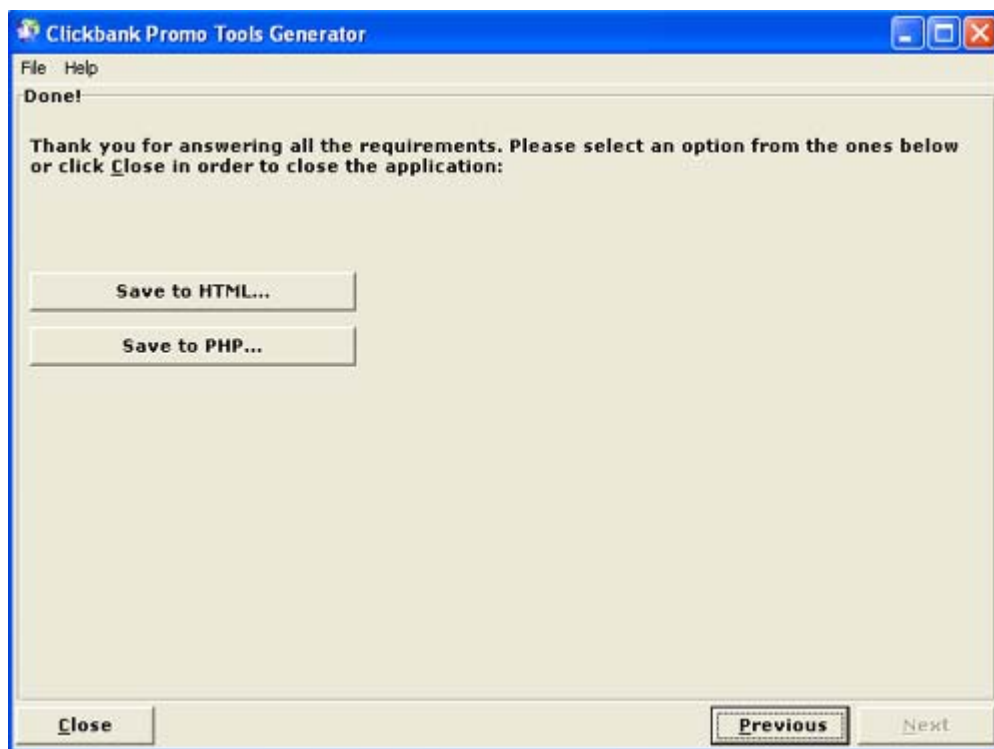 Clickbank Promo Tools Generator
File Help
Done!
Thank you for answering all the requirements. Please select an option from the ones below
or click Close in order to close the application:
Save to HTML...
Save to PHP...
Close Previous Next